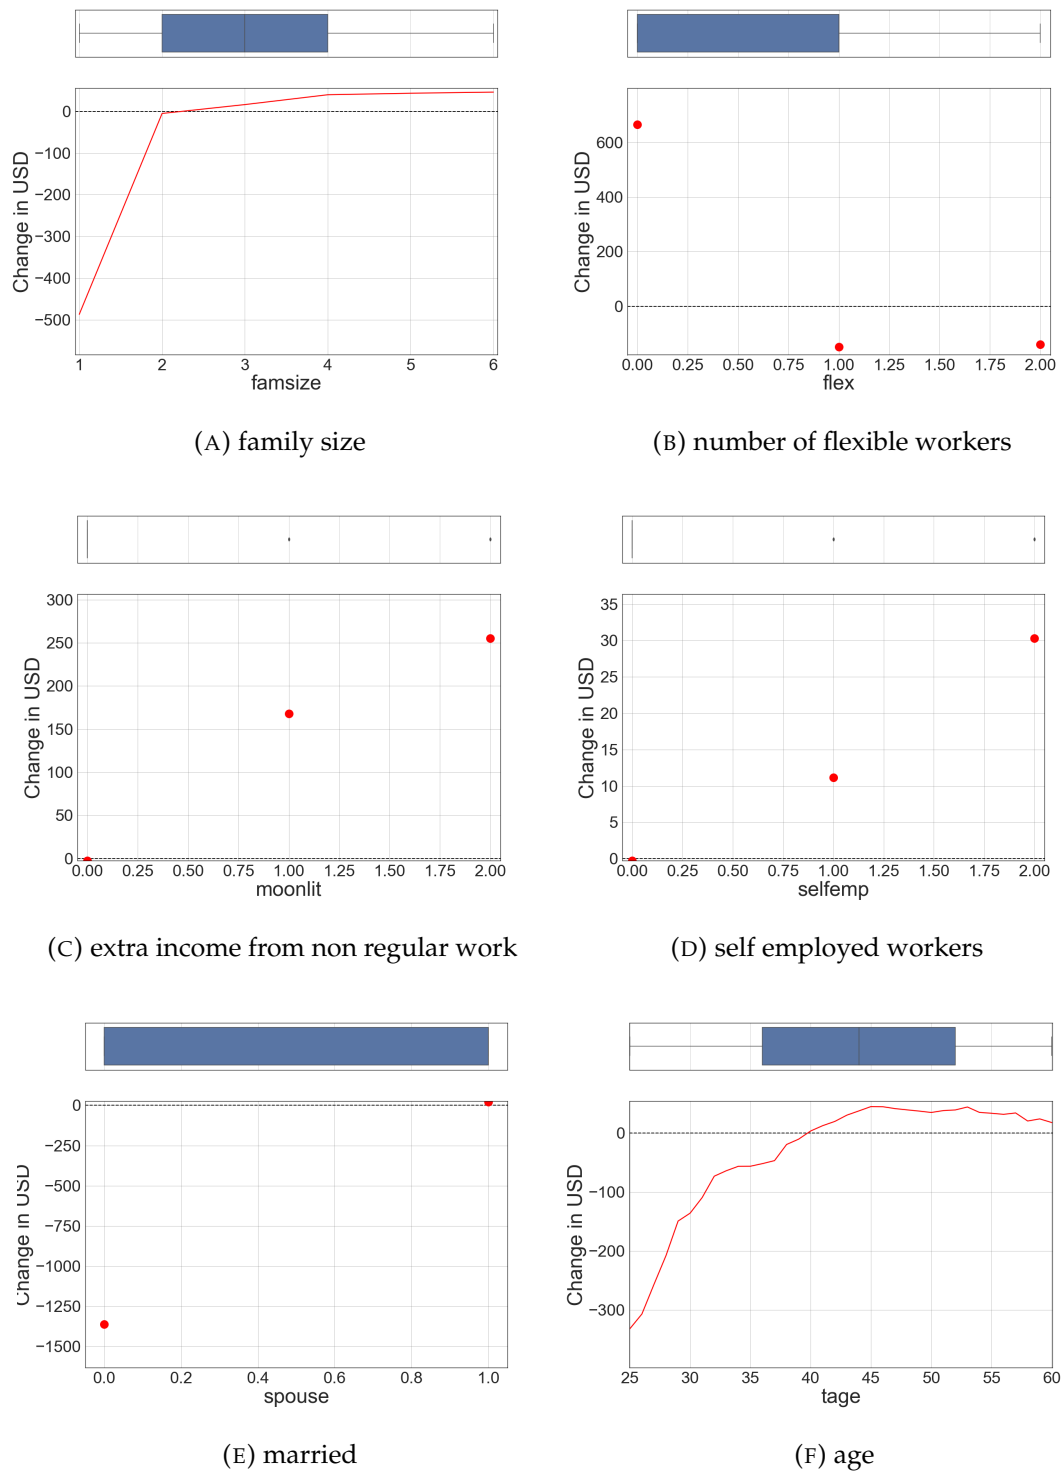 0
−100
−200
−300
−400
−500
Change in USD
1 2 3 4 5 6
famsize
(A) family size
600
400
200
0
Change in USD
0.00 0.25 0.50 0.75 1.00 1.25 1.50 1.75 2.00
flex
(B) number of flexible workers
300
250
200
150
100
50
0
Change in USD
0.00 0.25 0.50 0.75 1.00 1.25 1.50 1.75 2.00
moonlit
(C) extra income from non regular work
35
30
25
20
15
10
5
0
Change in USD
0.00 0.25 0.50 0.75 1.00 1.25 1.50 1.75 2.00
selfemp
(D) self employed workers
0
−250
−500
−750
−1000
−1250
−1500
Change in USD
0.0 0.2 0.4 0.6 0.8 1.0
spouse
(E) married
0
−100
−200
−300
Change in USD
25 30 35 40 45 50 55 60
tage
(F) age